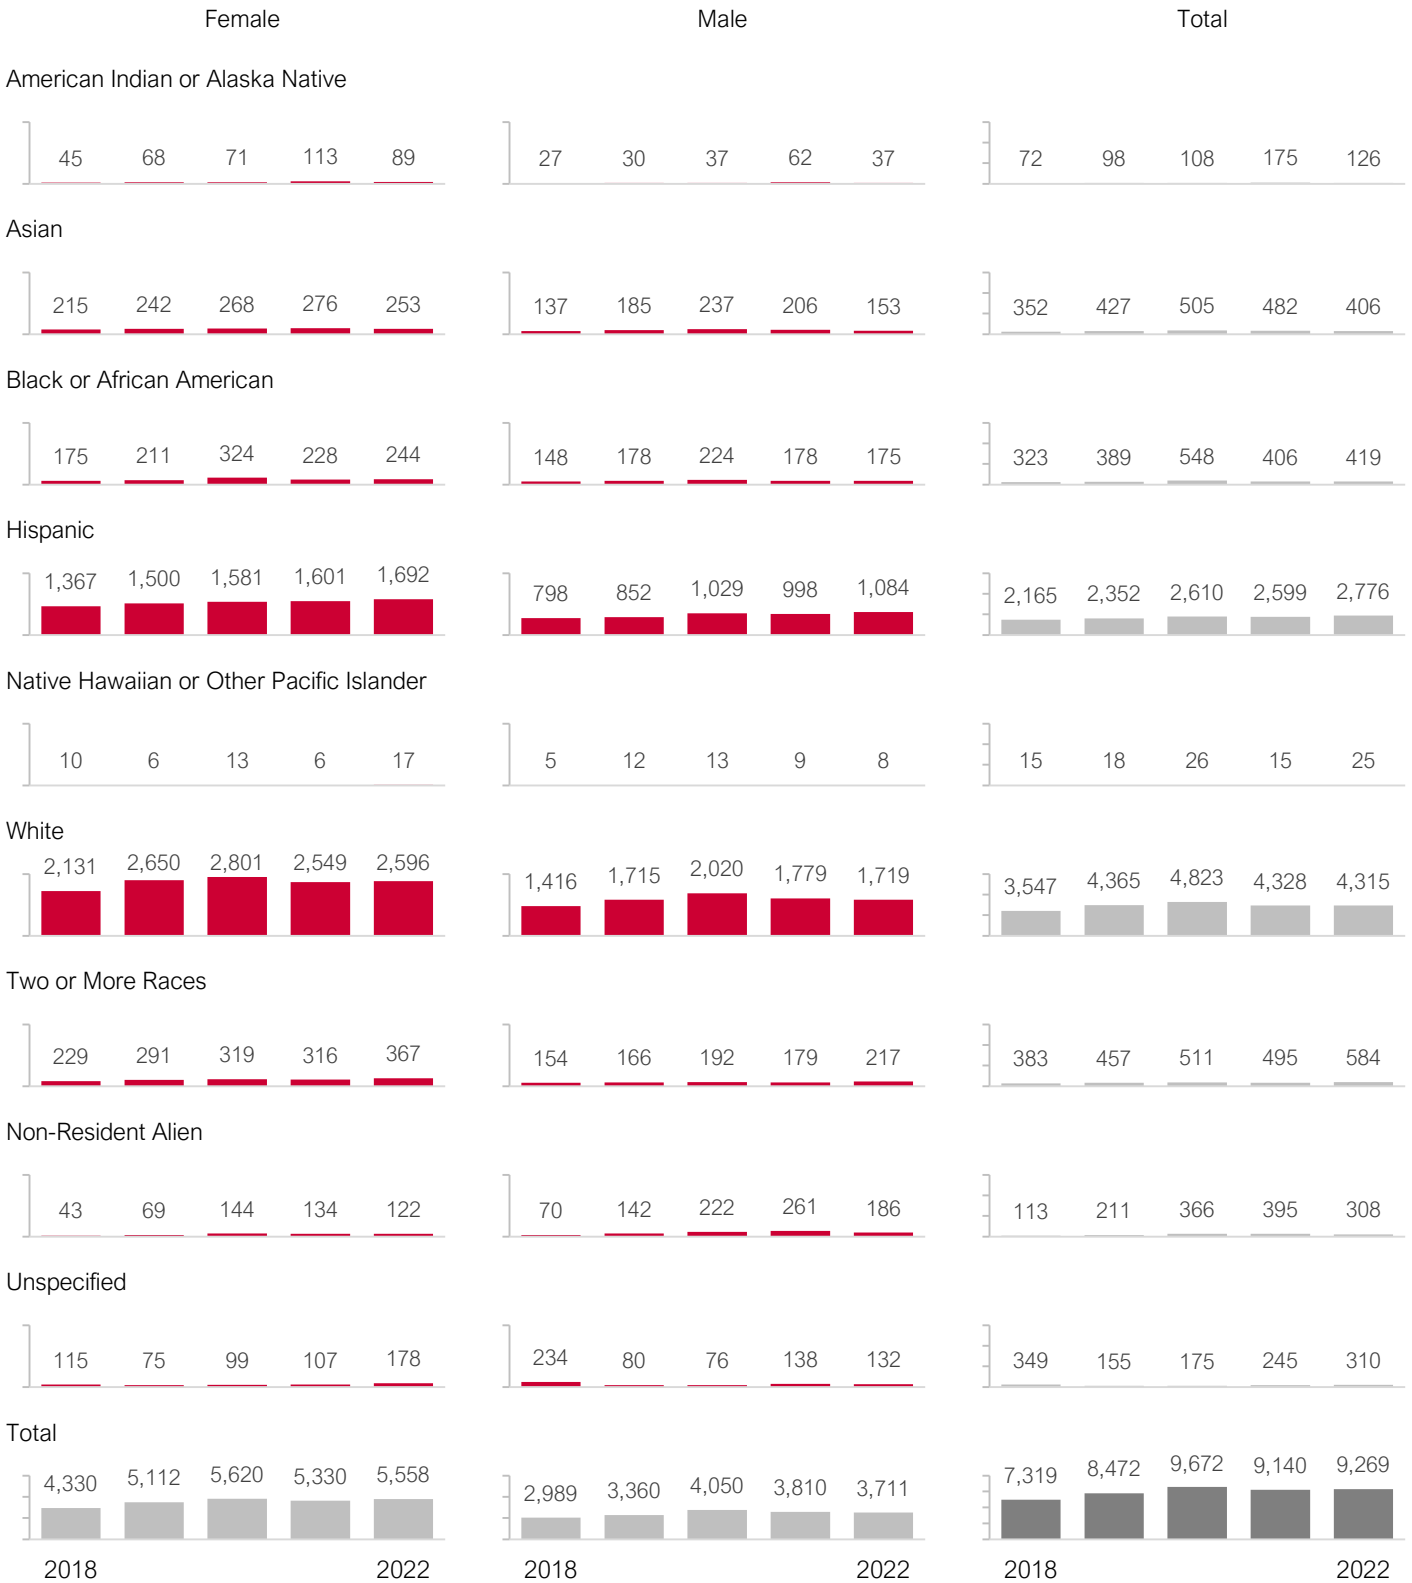 Female Male Total
American Indian or Alaska Native
45 68 71 113 89 27 30 37 62 37 72 98 108 175 126
Asian
215 242 268 276 253 137 185 237 206 153 352 427 505 482 406
Black or African American
175 211 324 228 244 148 178 224 178 175 323 389 548 406 419
Hispanic
1,367 1,500 1,581 1,601 1,692 798 852 1,029 998 1,084 2,165 2,352 2,610 2,599 2,776
Native Hawaiian or Other Pacific Islander
10 6 13 6 17 5 12 13 9 8 15 18 26 15 25
White
2,131 2,650 2,801 2,549 2,596 1,416 1,715 2,020 1,779 1,719 3,547 4,365 4,823 4,328 4,315
Two or More Races
229 291 319 316 367 154 166 192 179 217 383 457 511 495 584
Non-Resident Alien
43 69 144 134 122 70 142 222 261 186 113 211 366 395 308
Unspecified
115 75 99 107 178 234 80 76 138 132 349 155 175 245 310
Total
4,330 5,112 5,620 5,330 5,558 2,989 3,360 4,050 3,810 3,711 7,319 8,472 9,672 9,140 9,269
2018 2022 2018 2022 2018 2022